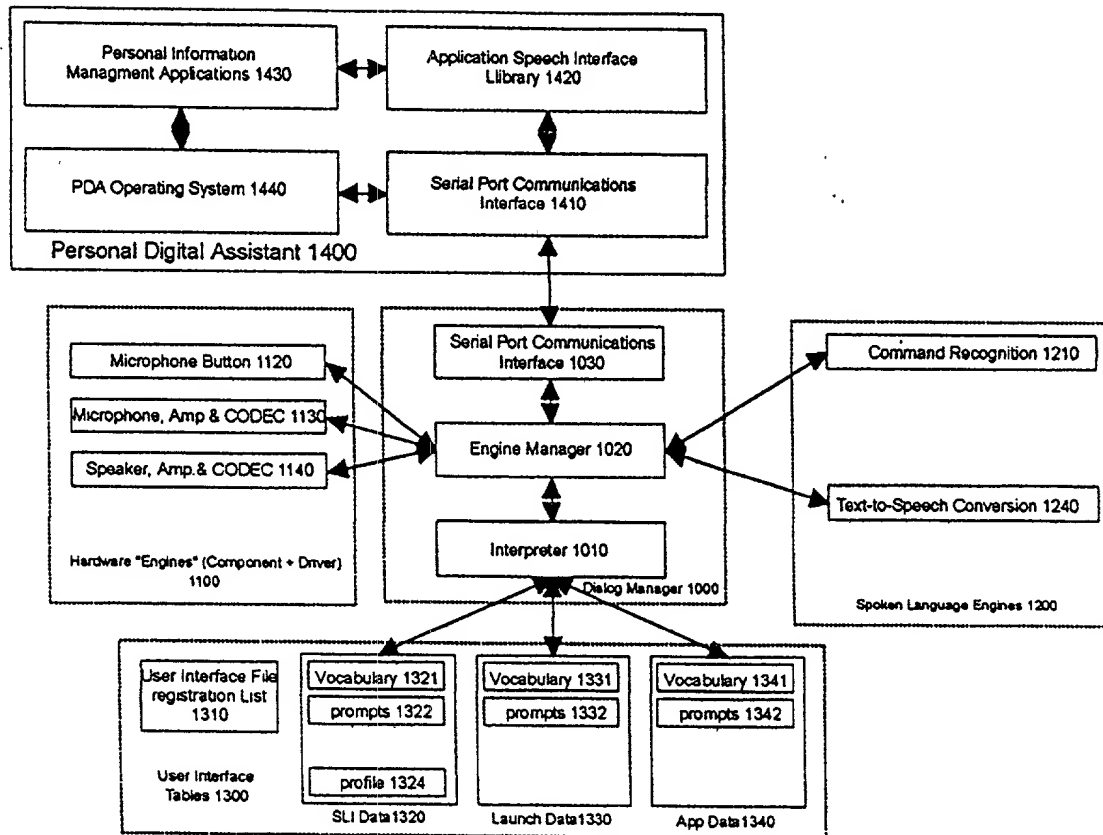 Personal Information
Managment Applications 1430
Application Speech Interface
Llibrary 1420
PDA Operating System 1440
Serial Port Communications
Interface 1410
Personal Digital Assistant 1400
Microphone Button 1120
Microphone, Amp & CODEC 1130
Speaker, Amp.& CODEC 1140
Hardware "Engines" (Component + Driver)
1100
Serial Port Communications
Interface 1030
Engine Manager 1020
Interpreter 1010
Dialog Manager 1000
Command Recognition 1210
Text-to-Speech Conversion 1240
Spoken Language Engines 1200
User Interface File
registration List
1310
User Interface
Tables 1300
Vocabulary 1321
prompts 1322
profile 1324
SLI Data1320
Vocabulary 1331
prompts 1332
Launch Data1330
Vocabulary 1341
prompts 1342
App Data1340